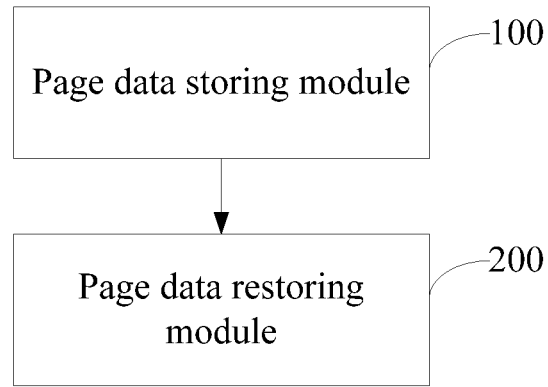 100
Page data storing module
200
Page data restoring
module